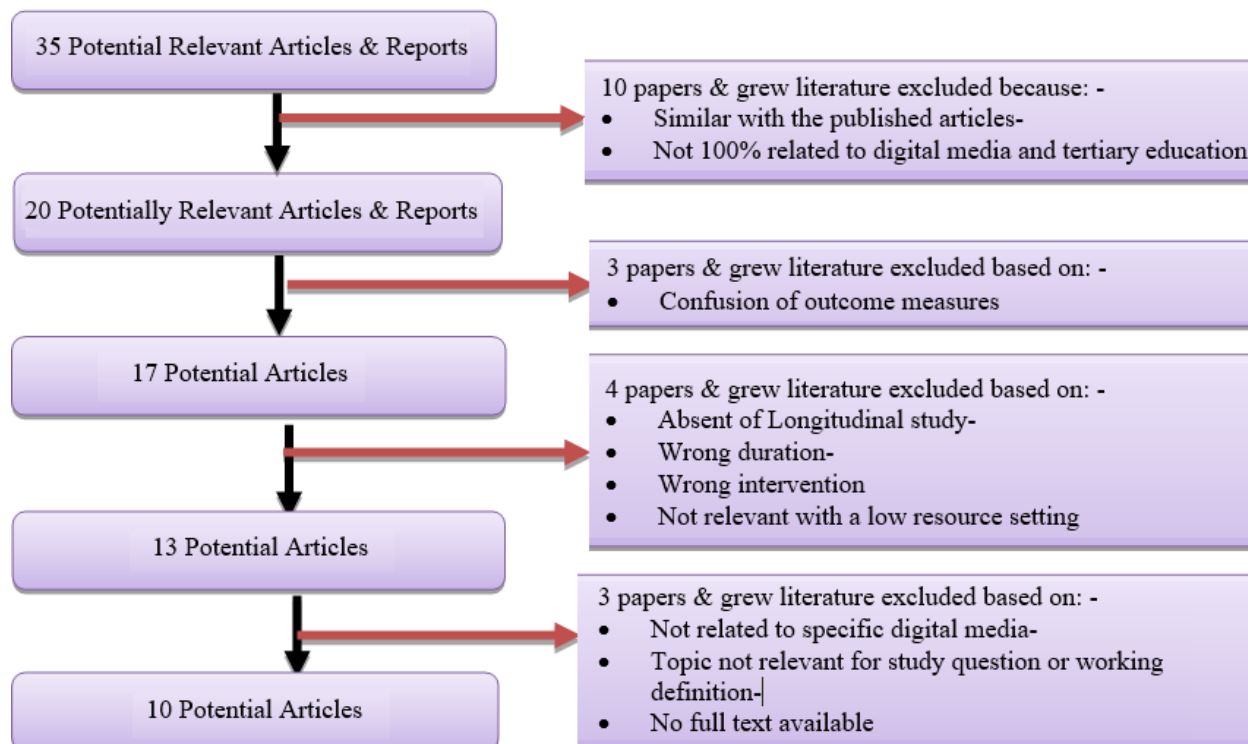 35 Potential Relevant Articles & Reports
10 papers & grew literature excluded because: -
• Similar with the published articles-
• Not 100% related to digital media and tertiary education
20 Potentially Relevant Articles & Reports
3 papers & grew literature excluded based on: -
• Confusion of outcome measures
17 Potential Articles
4 papers & grew literature excluded based on: -
• Absent of Longitudinal study-
• Wrong duration-
• Wrong intervention
• Not relevant with a low resource setting
13 Potential Articles
3 papers & grew literature excluded based on: -
• Not related to specific digital media-
• Topic not relevant for study question or working
definition-
• No full text available
10 Potential Articles